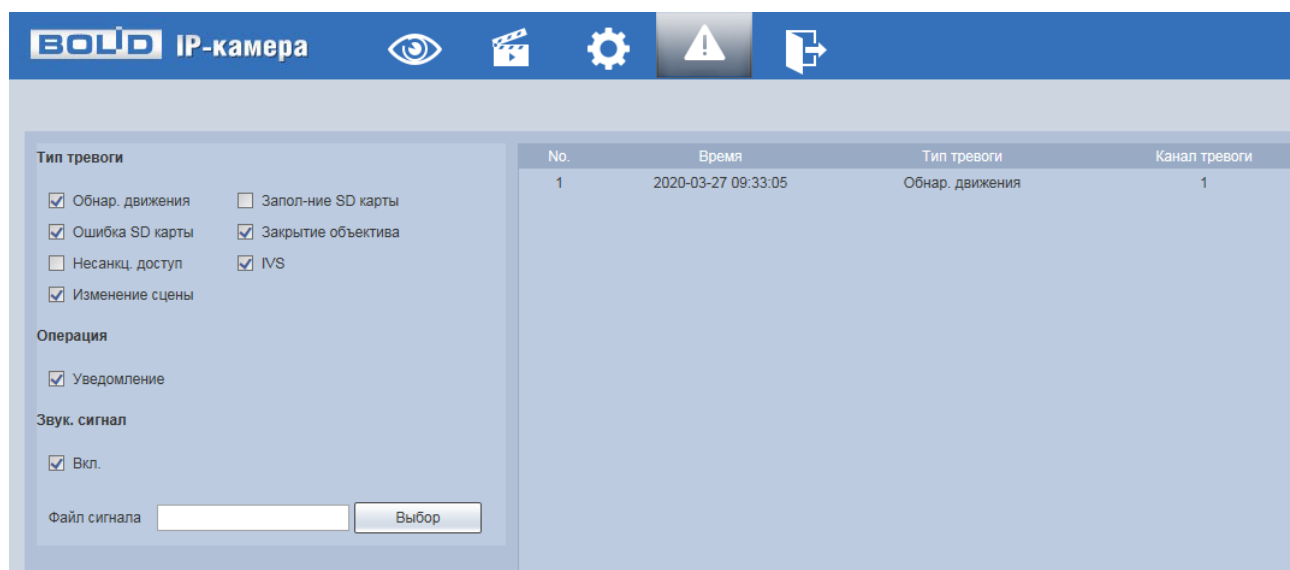 BOLID IP-камера
Тип тревоги
Обнар. движения Запол-ние SD карты
Ошибка SD карты Закрытие объектива
Несанкц. доступ IVS
Изменение сцены
Операция
Уведомление
Звук. сигнал
Вкл.
Файл сигнала Выбор
No. Время Тип тревоги Канал тревоги
1 2020-03-27 09:33:05 Обнар. движения 1